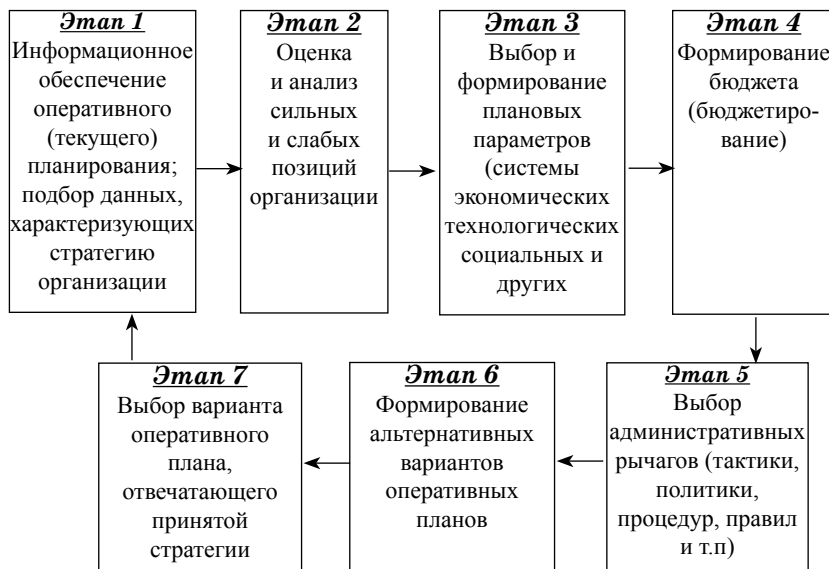 Этап 1
Информационное
обеспечение
оперативного
(текущего)
планирования;
подбор данных,
характеризующих
стратегию
организации
Этап 2
Оценка
и анализ
сильных
и слабых
позиций
организации
Этап 3
Выбор и
формирование
плановых
параметров
(системы
экономических
технологических
социальных и
других
Этап 4
Формирование
бюджета
(бюджетиро-
вание)
Этап 5
Выбор
административных
рычагов (тактики,
политики,
процедур, правил
и т.п)
Этап 6
Формирование
альтернативных
вариантов
оперативных
планов
Этап 7
Выбор варианта
оперативного
плана,
отвечатающего
принятой
стратегии